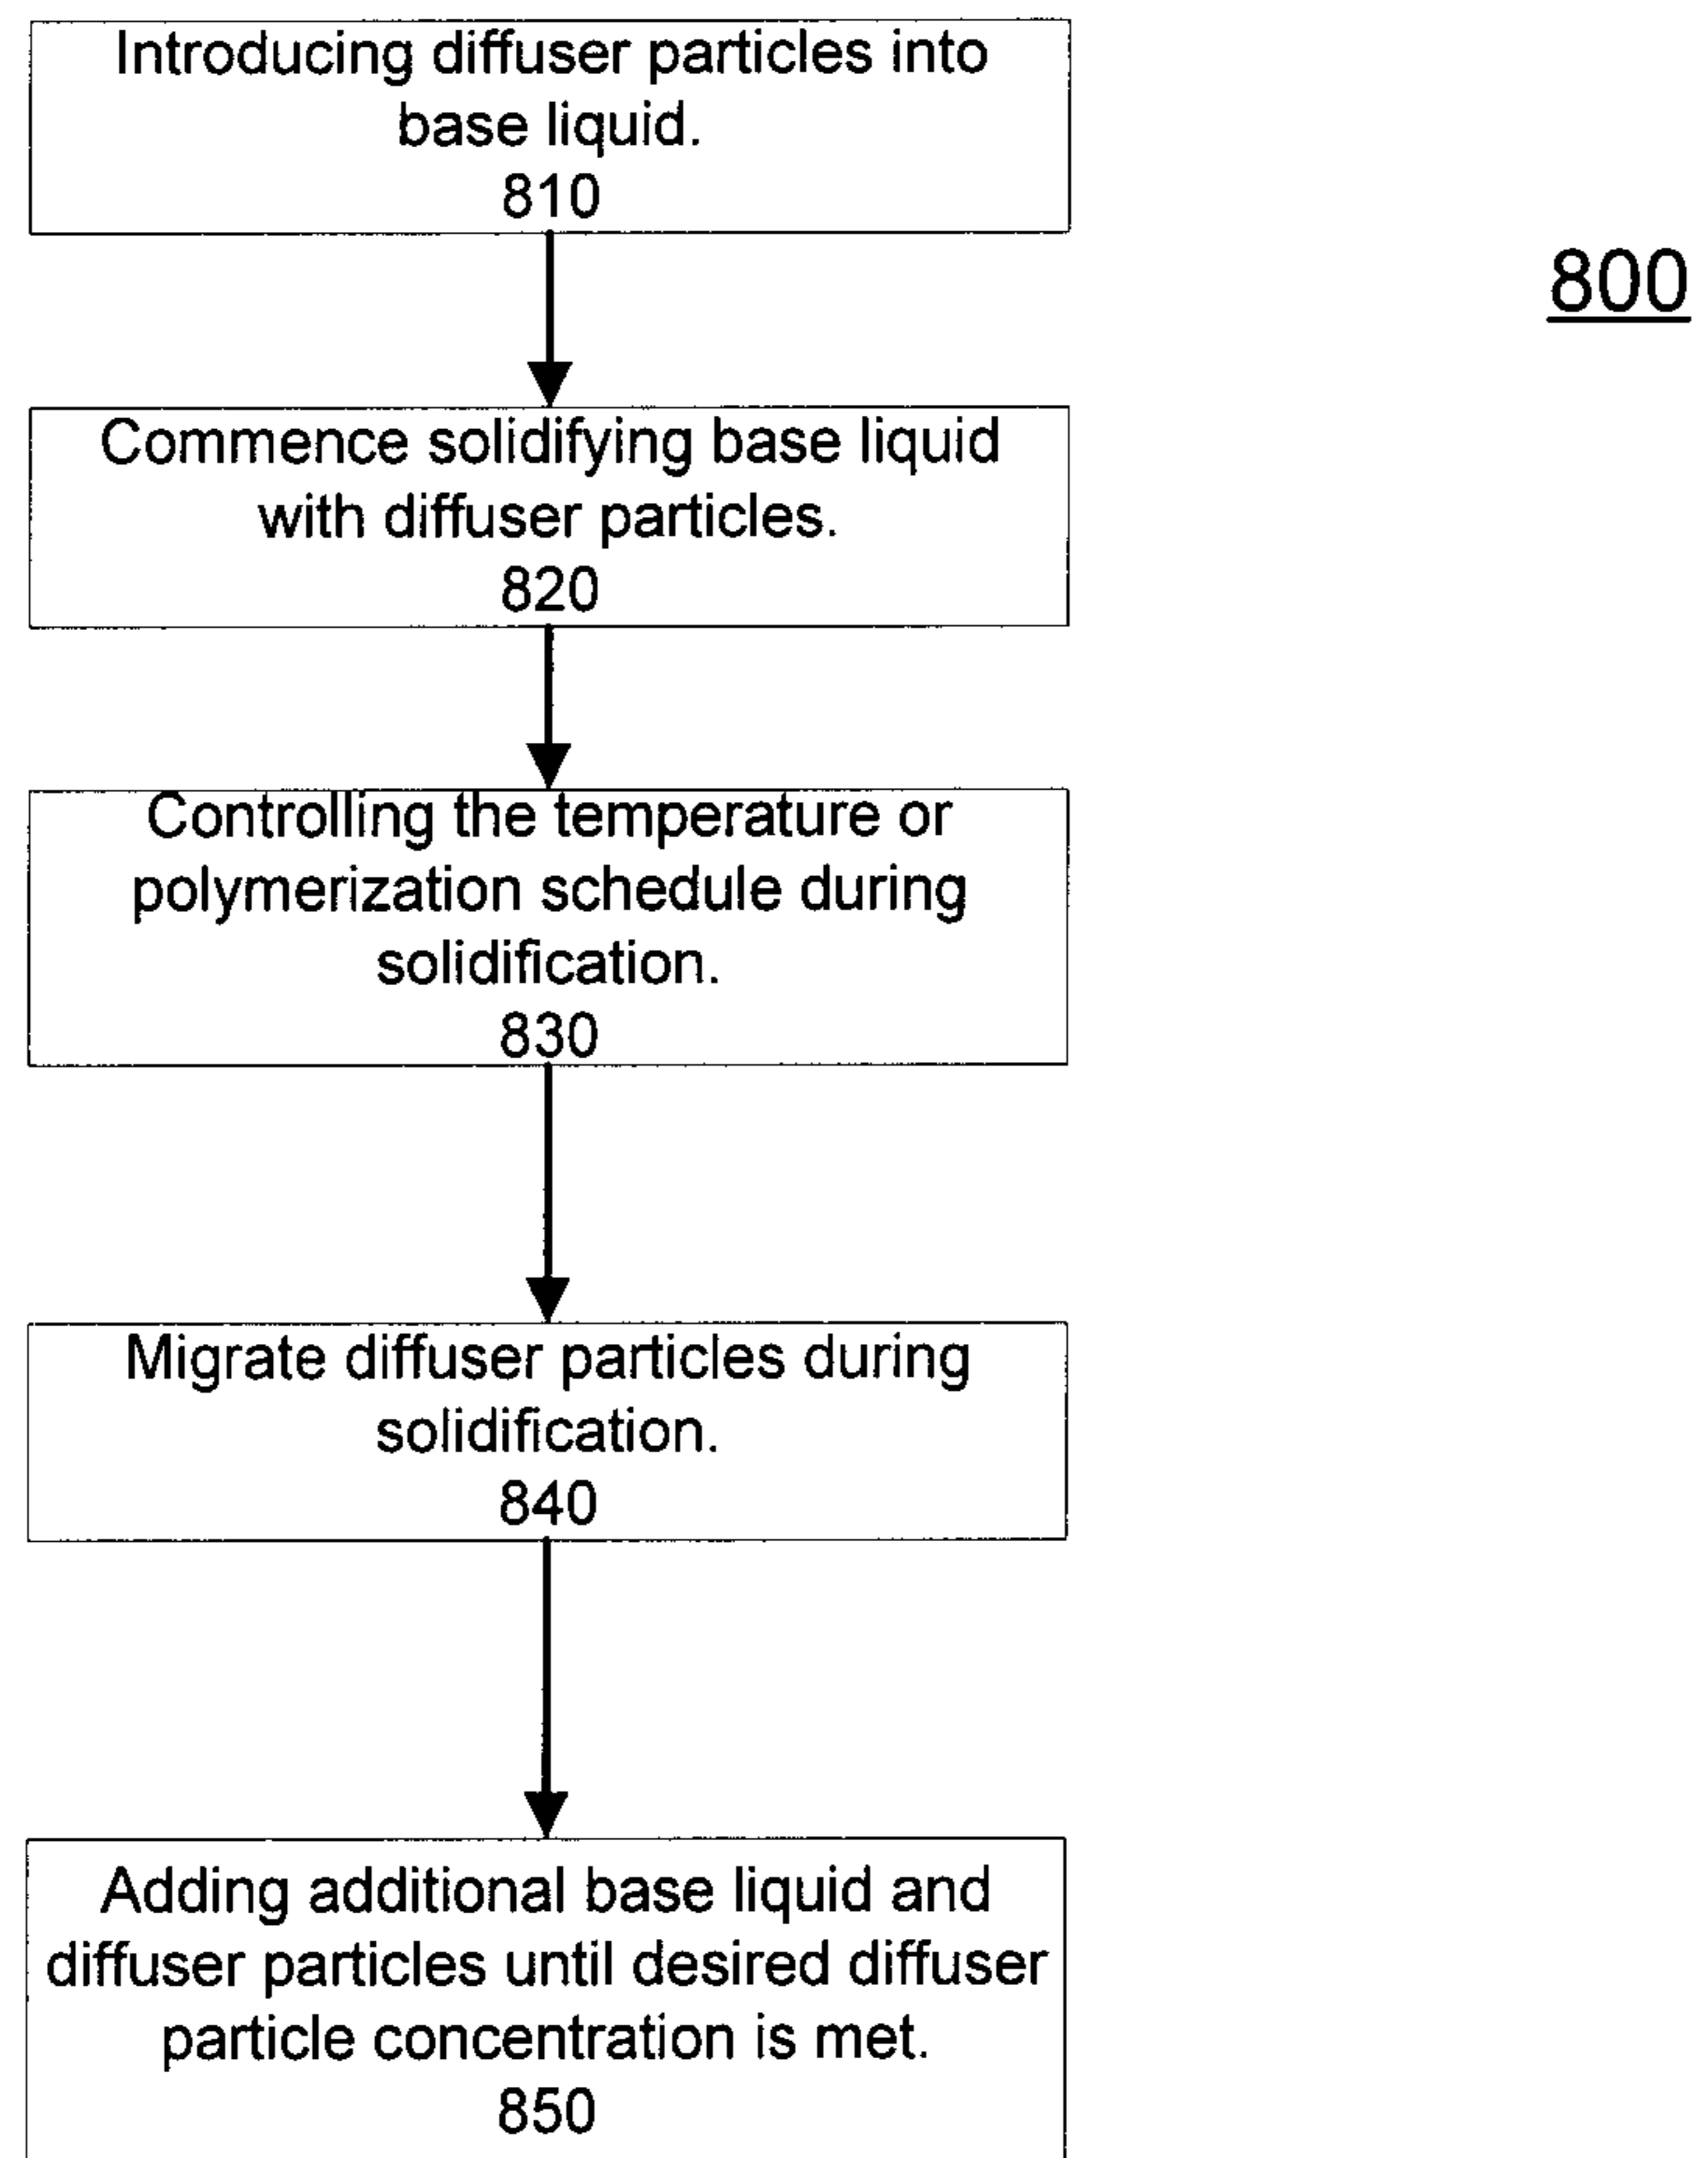 Introducing diffuser particles into
base liquid.
810
800
Commence solidifying base liquid
with diffuser particles.
820
Controlling the temperature or
polymerization schedule during
solidification.
830
Migrate diffuser particles during
solidification.
840
Adding additional base liquid and
diffuser particles until desired diffuser
particle concentration is met.
850